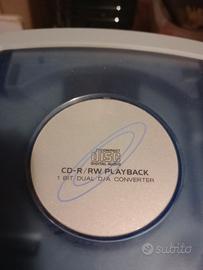 COMPACT
disc
DIGITAL AUDIO
CD-R/RW PLAYBACK
1 BIT DUAL D/A CONVERTER
subito